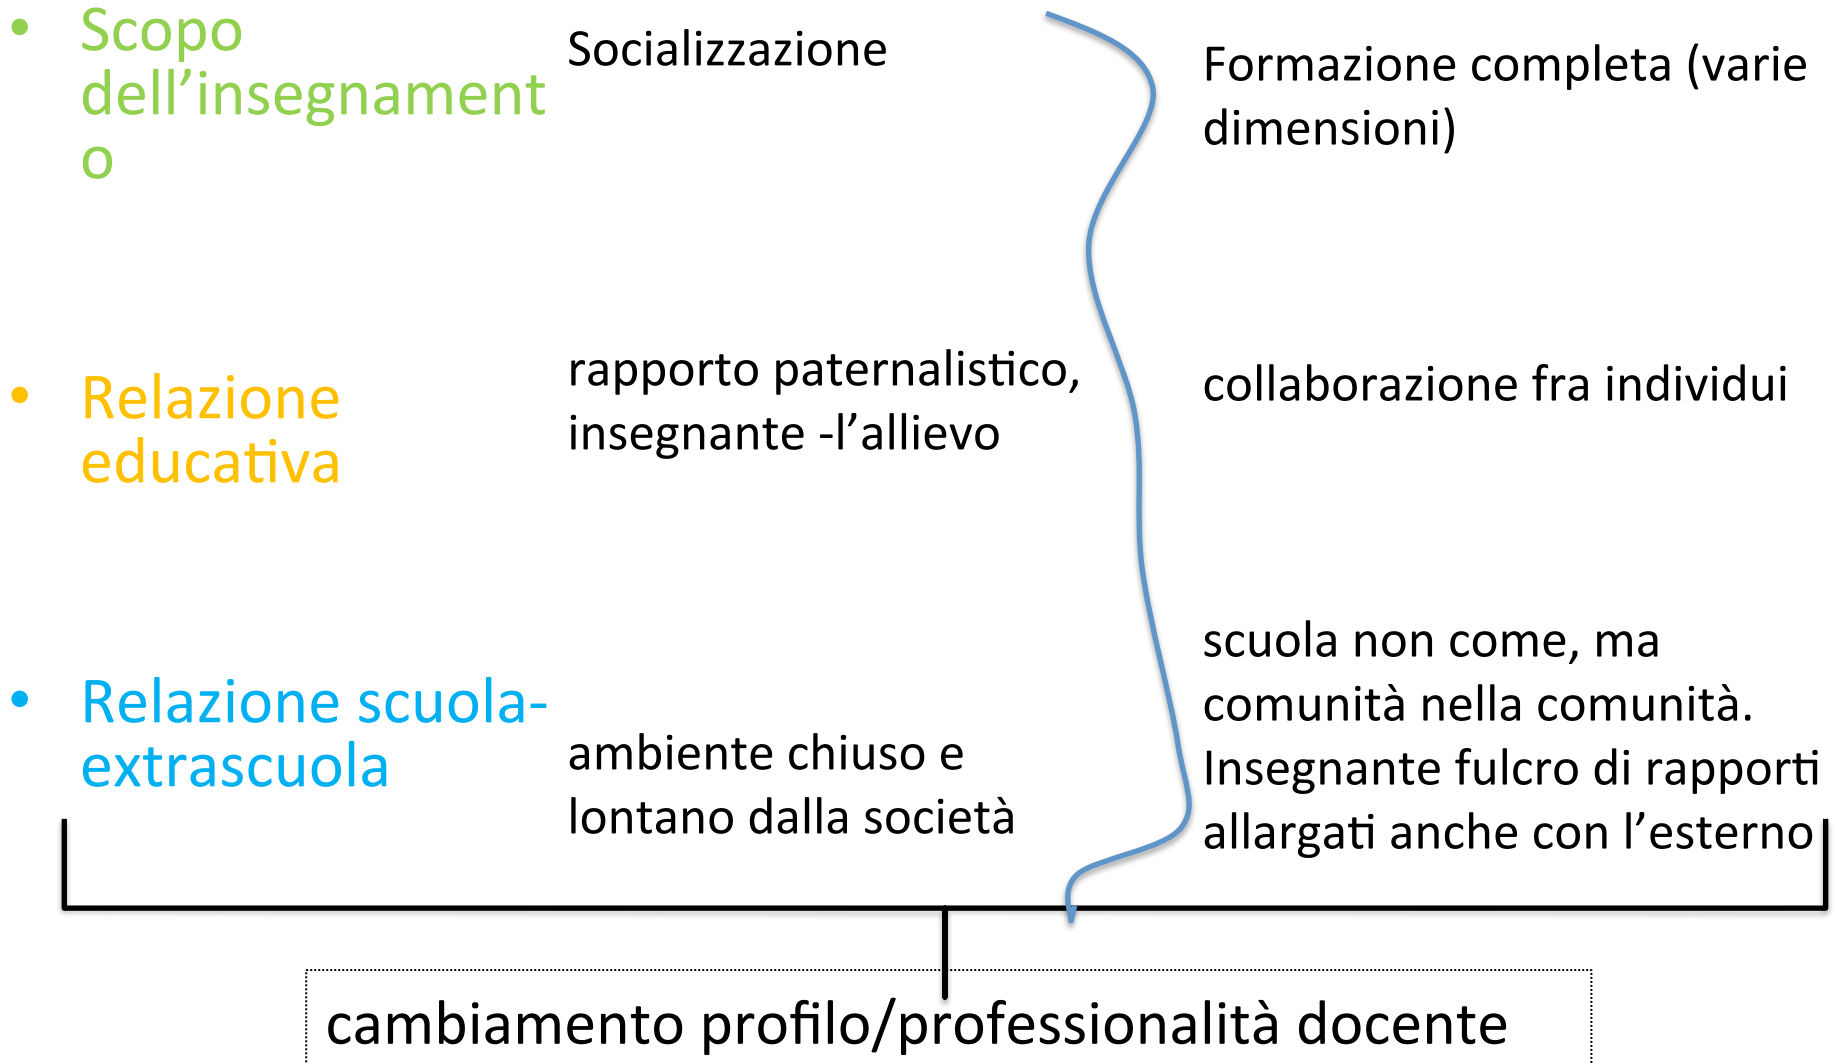 • Scopo
dell’insegnament
o
Socializzazione
Formazione completa (varie
dimensioni)
• Relazione
educativa
rapporto paternalistico,
insegnante -l’allievo
collaborazione fra individui
• Relazione scuola-
extrascuola
ambiente chiuso e
lontano dalla società
scuola non come, ma
comunità nella comunità.
Insegnante fulcro di rapporti
allargati anche con l’esterno
cambiamento profilo/professionalità docente